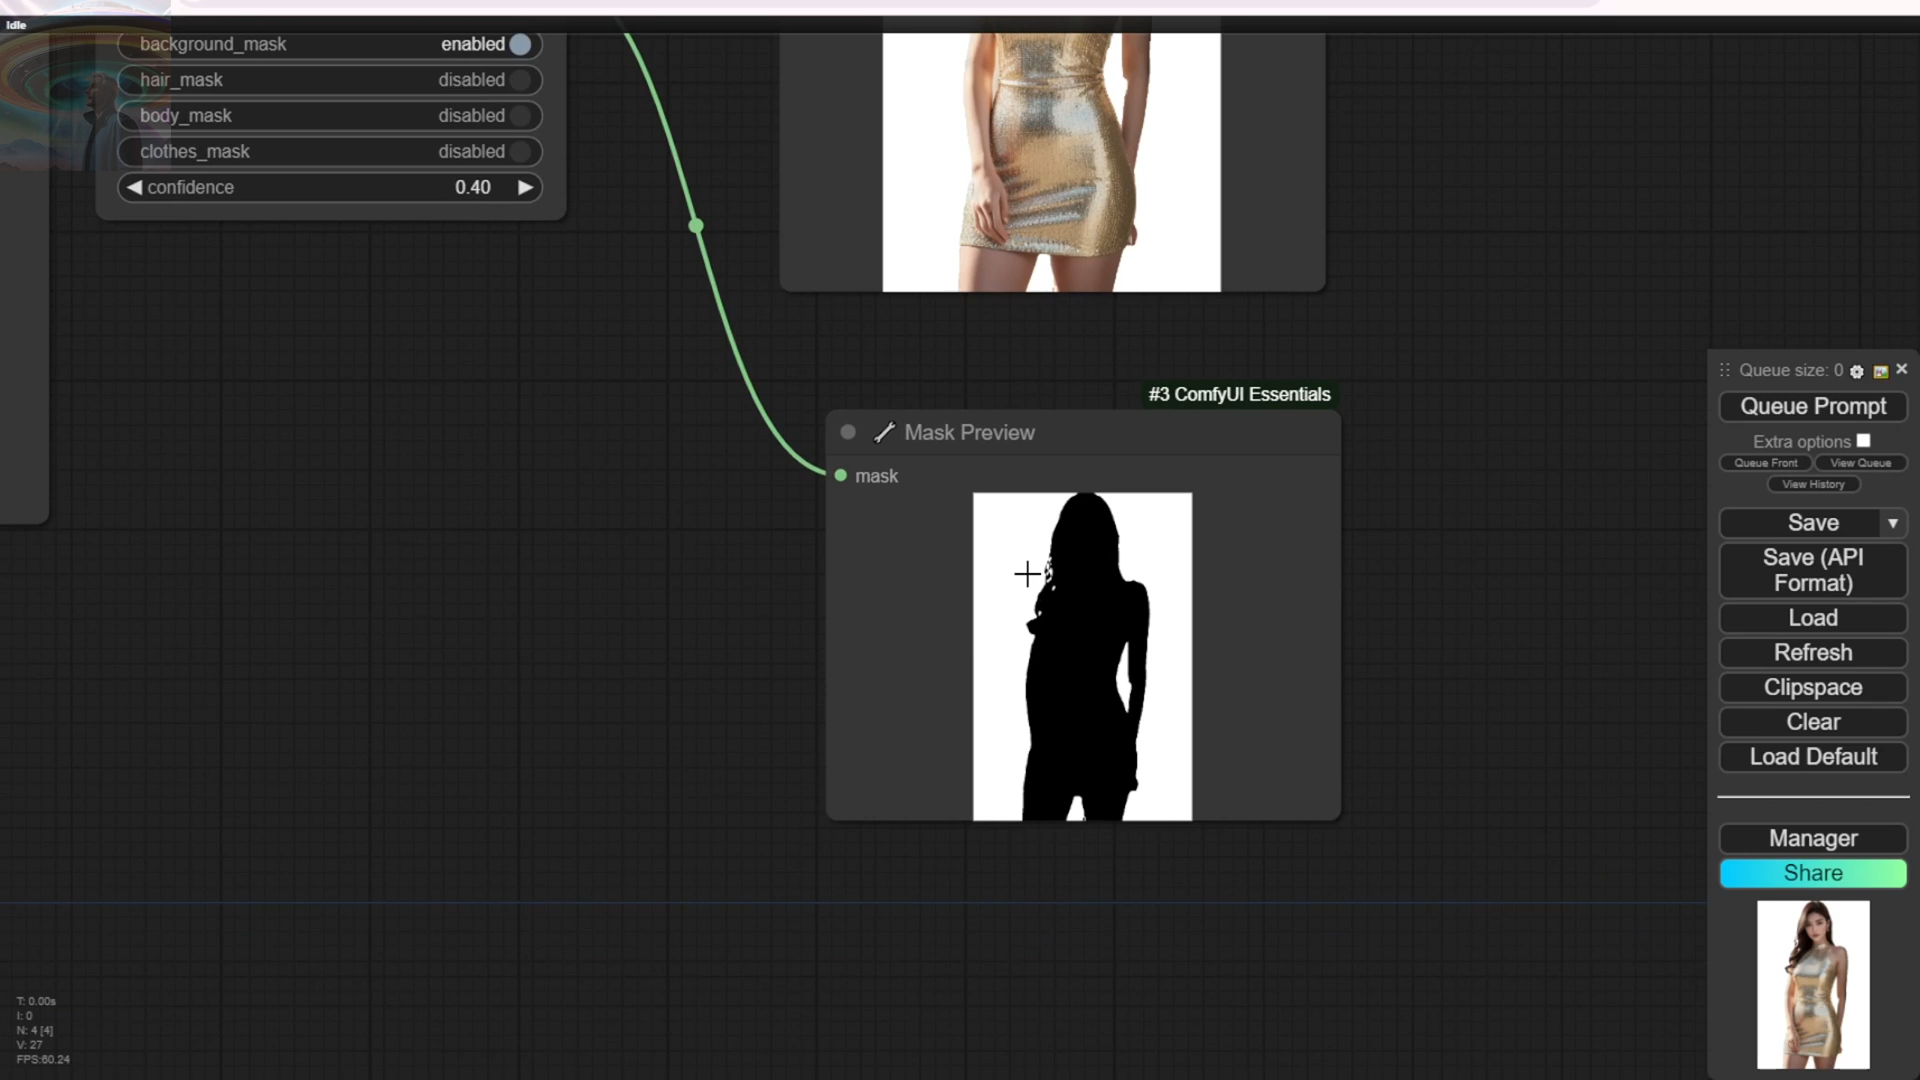 Idle
background_mask enabled
hair_mask disabled
body_mask disabled
clothes_mask disabled
confidence 0.40
#3 ComfyUI Essentials
Mask Preview
mask
Queue size: 0
Queue Prompt
Extra options
Queue Front View Queue
View History
Save
Save (API
Format)
Load
Refresh
Clipspace
Clear
Load Default
Manager
Share
T: 0.00s
I: 0
N: 4 [4]
V: 27
FPS:60.24